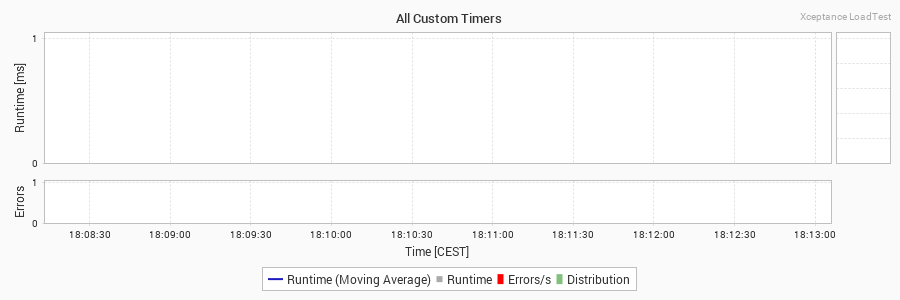 All Custom Timers
Xceptance LoadTest
Runtime [ms]
1
0
Errors
1
0
18:08:30 18:09:00 18:09:30 18:10:00 18:10:30 18:11:00 18:11:30 18:12:00 18:12:30 18:13:00
Time [CEST]
Runtime (Moving Average) Runtime Errors/s Distribution